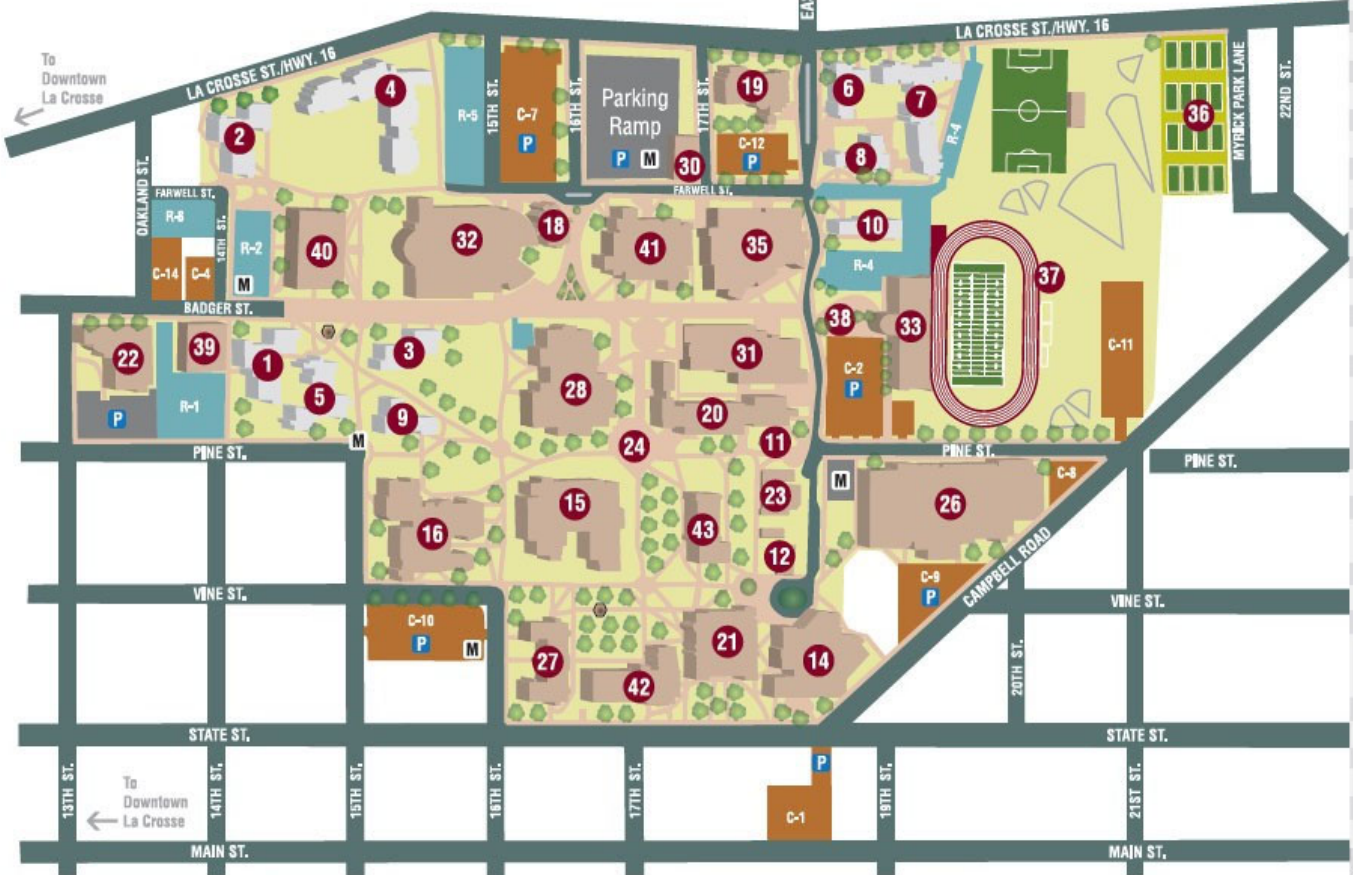 EA
LA CROSSE ST./HWY. 16
To
Downtown
La Crosse
LA CROSSE ST./HWY. 16
4
2
R-5
15TH ST.
C-7
P
16TH ST.
Parking
Ramp
P M
30
17TH ST.
19
C-12
P
6
7
8
R-4
36
MYRICK PARK LANE
22ND ST.
OAKLAND ST.
FARWELL ST.
FARWELL ST.
R-6
14TH ST.
R-2
M
C-14
C-4
40
32
18
41
35
10
R-4
37
BADGER ST.
22
P
39
R-1
1
5
3
9
28
31
20
24
11
38
33
C-2
P
C-11
M
PINE ST.
PINE ST.
PINE ST.
16
15
43
23
12
M
26
C-8
C-9
P
CAMPBELL ROAD
VINE ST.
VINE ST.
C-10
P
M
27
42
21
14
20TH ST.
STATE ST.
STATE ST.
13TH ST.
To
Downtown
La Crosse
14TH ST.
15TH ST.
16TH ST.
17TH ST.
P
C-1
19TH ST.
21ST ST.
MAIN ST.
MAIN ST.